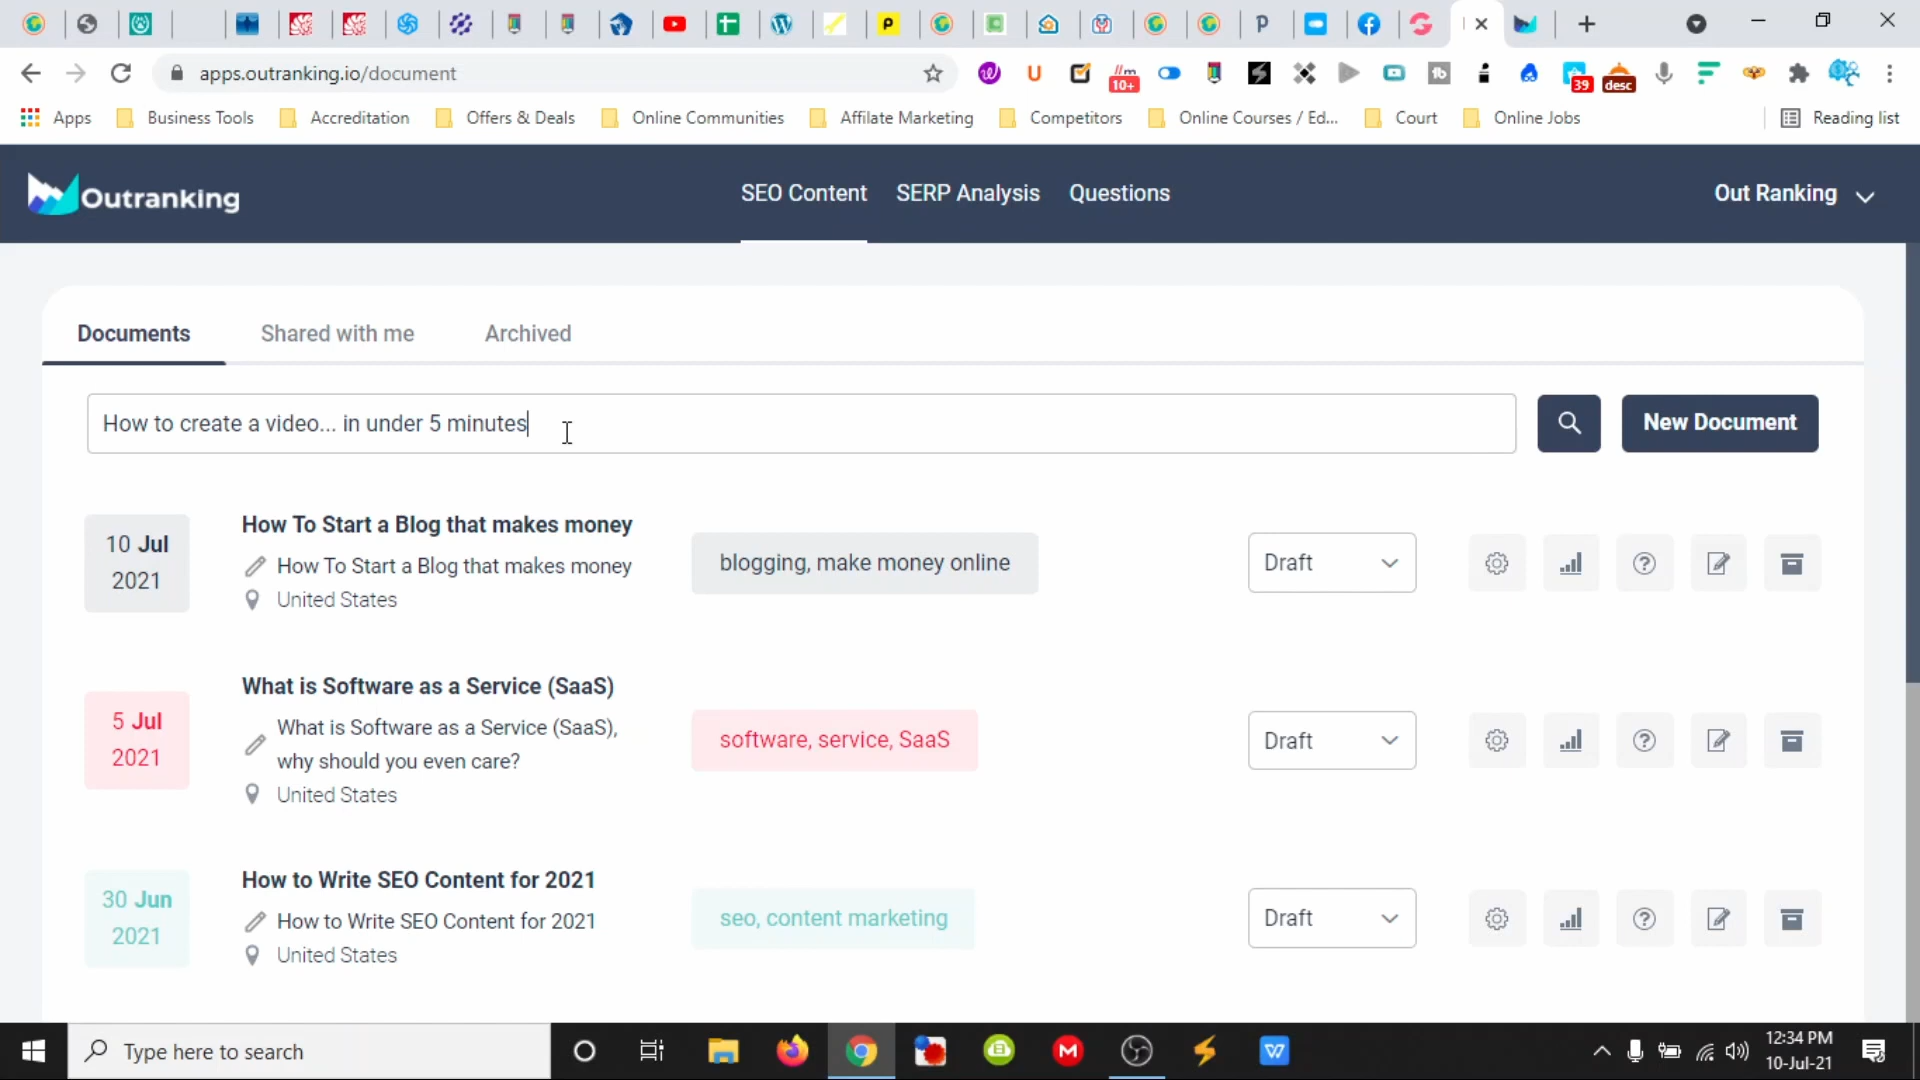 apps.outranking.io/document
10+
39
desc
Apps
Business Tools
Accreditation
Offers & Deals
Online Communities
Affilate Marketing
Competitors
Online Courses / Ed...
Court
Online Jobs
Reading list
Outranking
SEO Content
SERP Analysis
Questions
Out Ranking
Documents
Shared with me
Archived
How to create a video... in under 5 minutes
New Document
10 Jul
2021
How To Start a Blog that makes money
How To Start a Blog that makes money
United States
blogging, make money online
Draft
5 Jul
2021
What is Software as a Service (SaaS)
What is Software as a Service (SaaS),
why should you even care?
United States
software, service, SaaS
Draft
30 Jun
2021
How to Write SEO Content for 2021
How to Write SEO Content for 2021
United States
seo, content marketing
Draft
Type here to search
12:34 PM
10-Jul-21